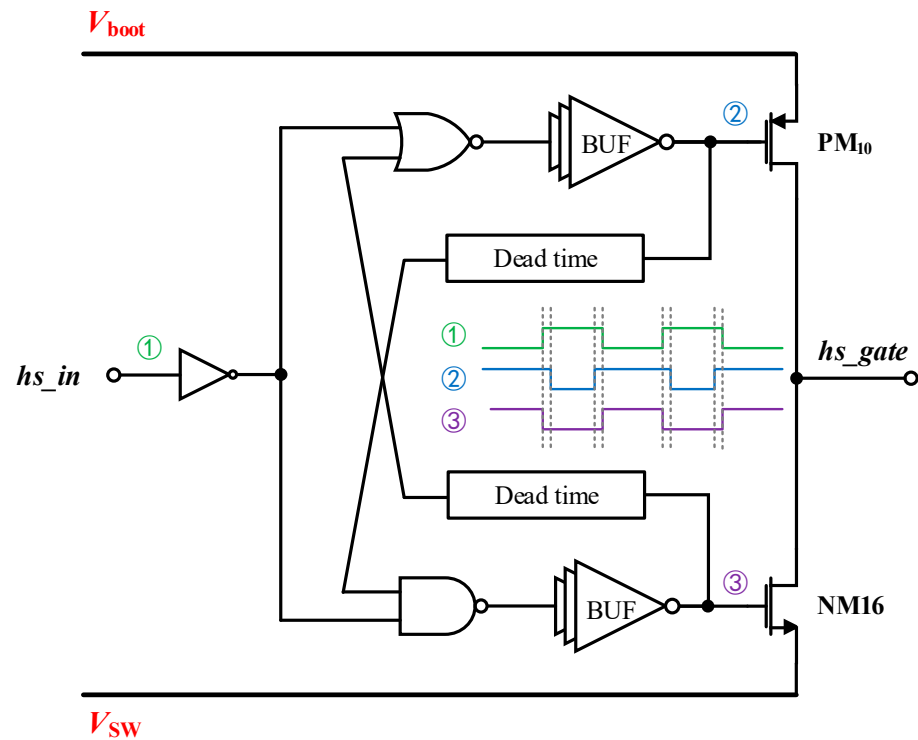 Vboot
BUF
②
PM₁₀
Dead time
①
①
hs_in
②
hs_gate
③
Dead time
BUF
③
NM16
VSW